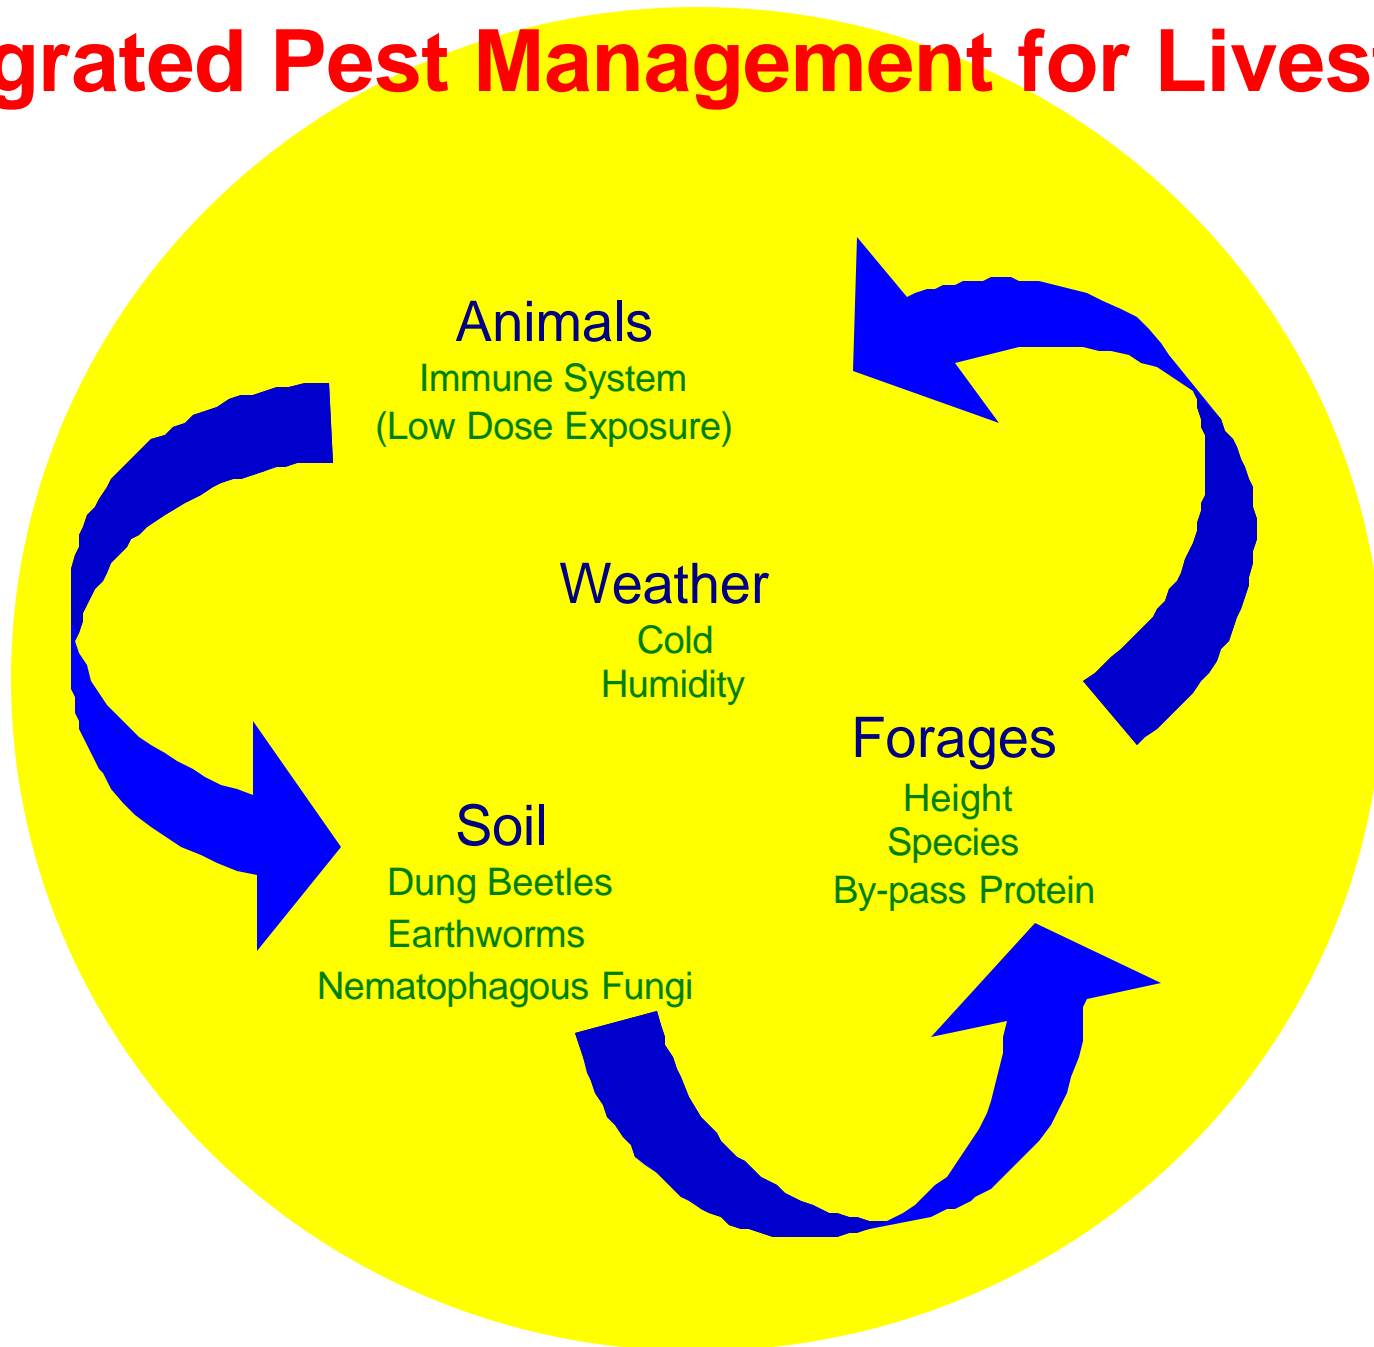 grated Pest Management for Lives
Animals
Immune System
(Low Dose Exposure)
Weather
Cold
Humidity
Forages
Height
Species
By-pass Protein
Soil
Dung Beetles
Earthworms
Nematophagous Fungi